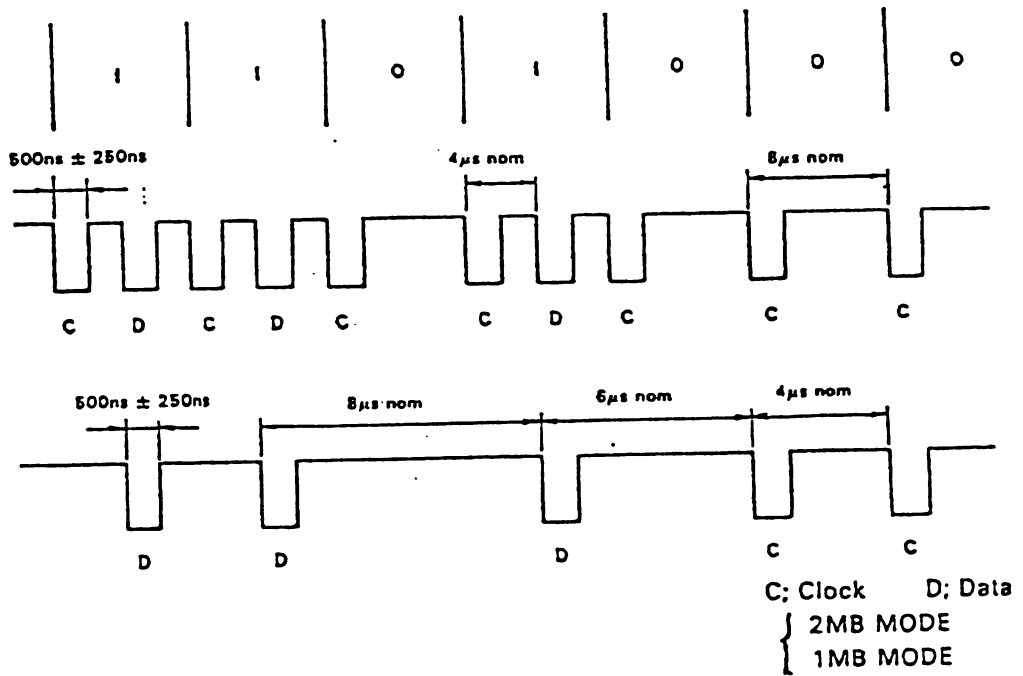 1 1 0 1 0 0 0
500ns ± 250ns 4μs nom 8μs nom
C D C D C C D C C C
500ns ± 250ns 8μs nom 6μs nom 4μs nom
D D D C C
C; Clock D; Data
2MB MODE
1MB MODE